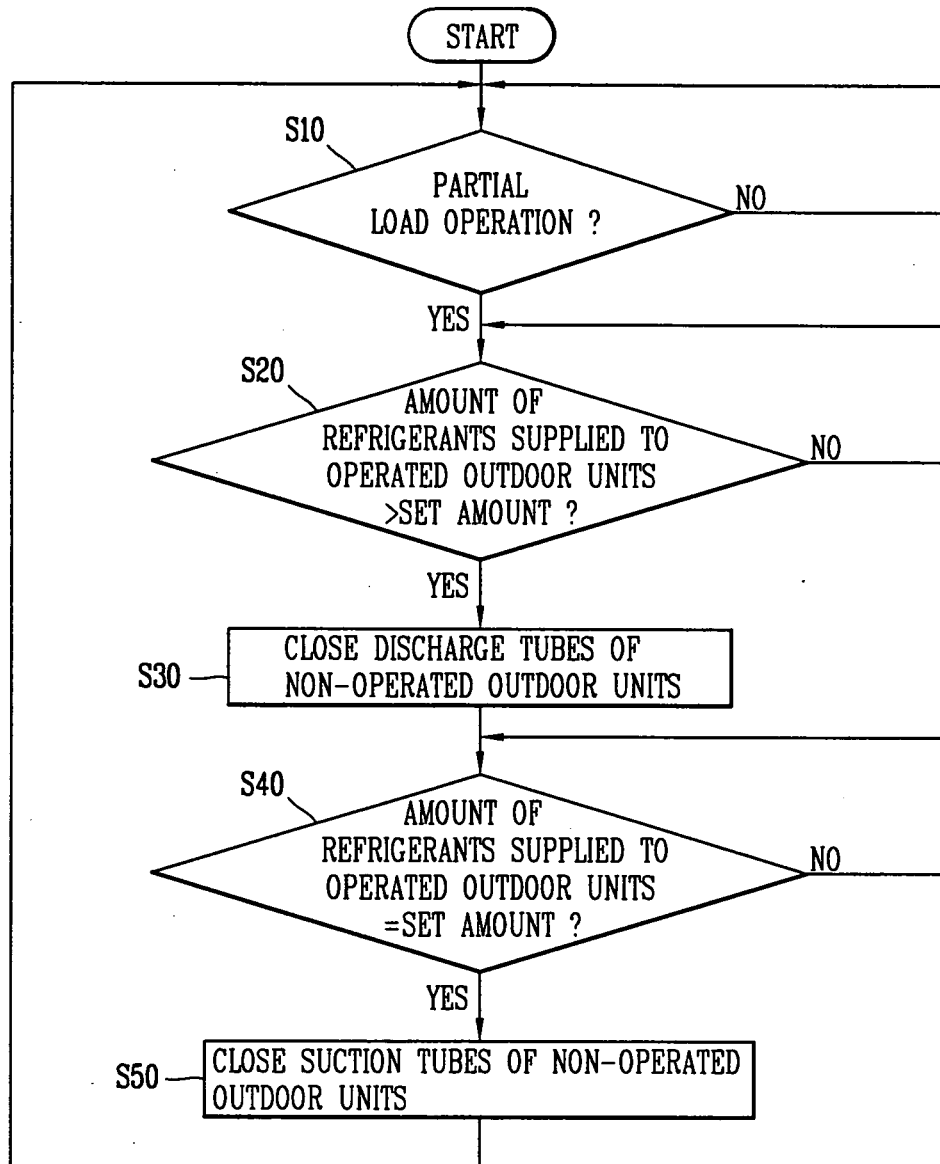 START
S10
PARTIAL
LOAD OPERATION ?
NO
YES
S20
AMOUNT OF
REFRIGERANTS SUPPLIED TO
OPERATED OUTDOOR UNITS
>SET AMOUNT ?
NO
YES
S30
CLOSE DISCHARGE TUBES OF
NON-OPERATED OUTDOOR UNITS
S40
AMOUNT OF
REFRIGERANTS SUPPLIED TO
OPERATED OUTDOOR UNITS
=SET AMOUNT ?
NO
YES
S50
CLOSE SUCTION TUBES OF NON-OPERATED
OUTDOOR UNITS